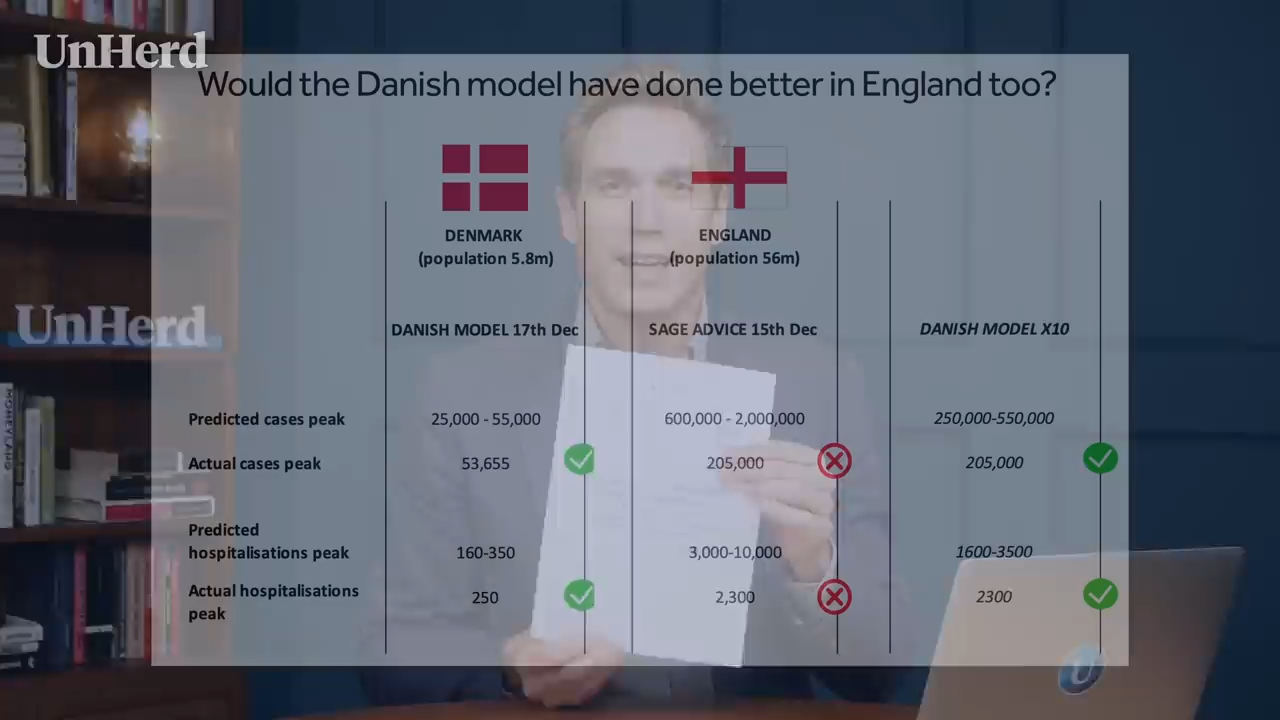 UnHerd
Would the Danish model have done better in England too?
DENMARK
(population 5.8m)
ENGLAND
(population 56m)
DANISH MODEL 17th Dec
SAGE ADVICE 15th Dec
DANISH MODEL X10
UnHerd
Predicted cases peak
25,000 - 55,000
600,000 - 2,000,000
250,000-550,000
Actual cases peak
53,655
205,000
205,000
Predicted
hospitalisations peak
160-350
3,000-10,000
1600-3500
Actual hospitalisations
peak
250
2,300
2300
U